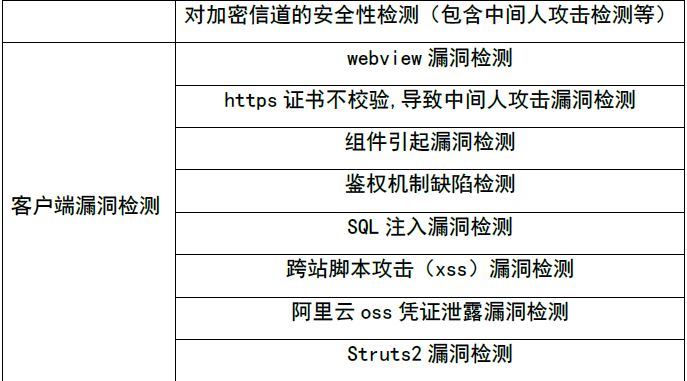 对加密信道的安全性检测（包含中间人攻击检测等）
webview 漏洞检测
https 证书不校验,导致中间人攻击漏洞检测
组件引起漏洞检测
鉴权机制缺陷检测
客户端漏洞检测
SQL 注入漏洞检测
跨站脚本攻击（xss）漏洞检测
阿里云 oss 凭证泄露漏洞检测
Struts2 漏洞检测